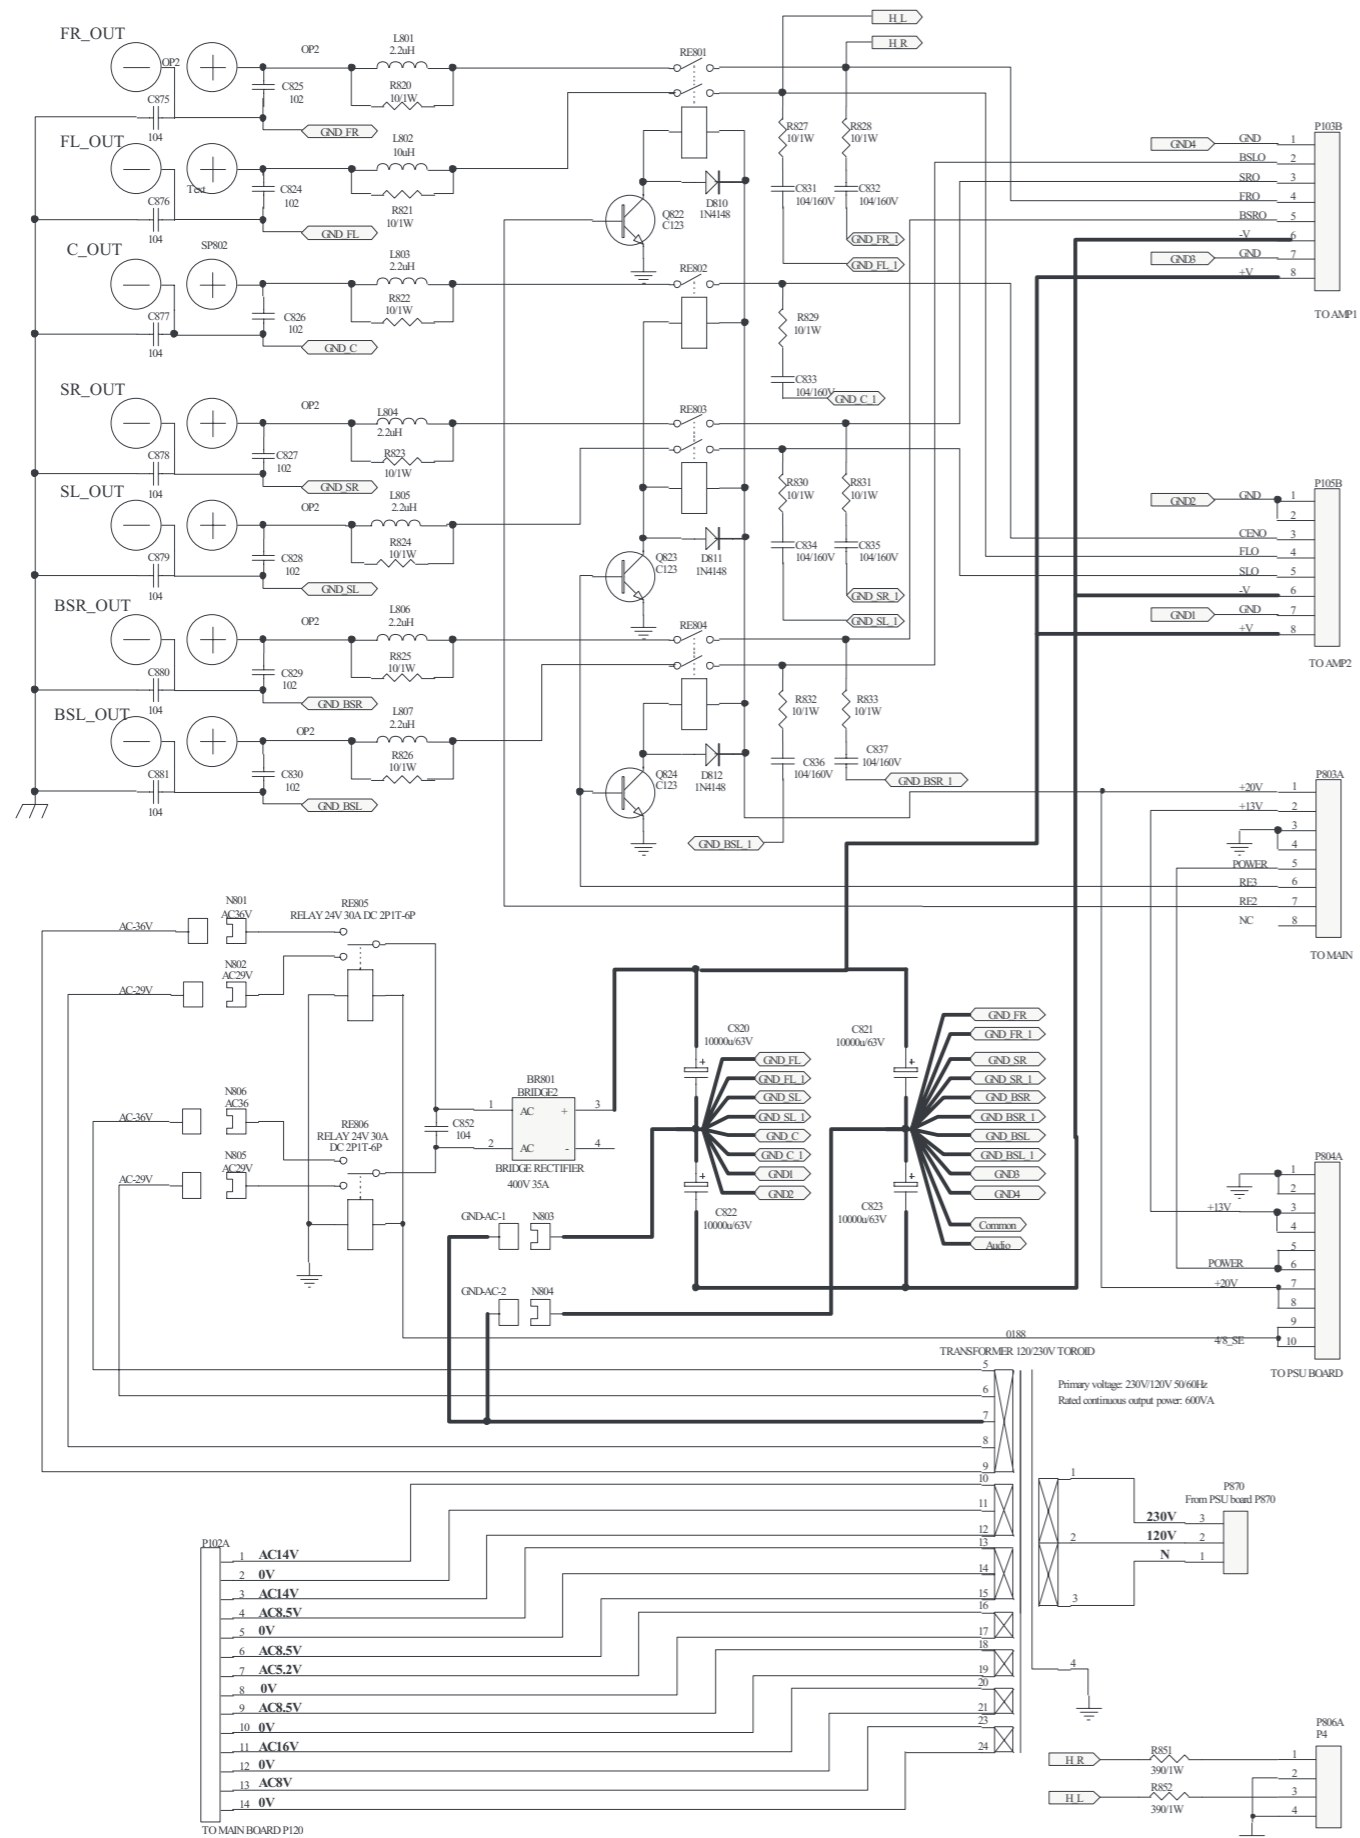 FR_OUT
OP2
OP2
L801
2.2uH
R820
10/1W
C825
102
C875
104
GND_FR
FL_OUT
Text
L802
10uH
R821
10/1W
C824
102
C876
104
GND_FL
C_OUT
SP802
L803
2.2uH
R822
10/1W
C826
102
C877
104
GND_C
SR_OUT
OP2
L804
2.2uH
R823
10/1W
C827
102
C878
104
GND_SR
SL_OUT
OP2
L805
2.2uH
R824
10/1W
C828
102
C879
104
GND_SL
BSR_OUT
OP2
L806
2.2uH
R825
10/1W
C829
102
C880
104
GND_BSR
BSL_OUT
OP2
L807
2.2uH
R826
10/1W
C830
102
C881
104
GND_BSL
H_L
H_R
RE801
R827
10/1W
R828
10/1W
C831
104/160V
C832
104/160V
D810
1N4148
Q822
C123
GND_FR_1
GND_FL_1
RE802
R829
10/1W
C833
104/160V
GND_C_1
RE803
R830
10/1W
R831
10/1W
C834
104/160V
C835
104/160V
D811
1N4148
Q823
C123
GND_SR_1
GND_SL_1
RE804
R832
10/1W
R833
10/1W
C836
104/160V
C837
104/160V
D812
1N4148
Q824
C123
GND_BSR_1
GND_BSL_1
P103B
GND4
GND 1
BSLO 2
SRO 3
FRO 4
BSRO 5
-V 6
GND3
GND 7
+V 8
TO AMP1
P105B
GND2
GND 1
2
CENO 3
FLO 4
SLO 5
-V 6
GND1
GND 7
+V 8
TO AMP2
P803A
+20V 1
+13V 2
3
4
POWER 5
RE3 6
RE2 7
NC 8
TO MAIN
N801
AC36V
AC-36V
RE805
RELAY 24V 30A DC 2P1T-6P
N802
AC29V
AC-29V
N806
AC36
AC-36V
RE806
RELAY 24V 30A
DC 2P1T-6P
N805
AC29V
AC-29V
C852
104
BR801
BRIDGE2
1 AC + 3
2 AC - 4
BRIDGE RECTIFIER
400V 35A
C820
10000u/63V
C821
10000u/63V
C822
10000u/63V
C823
10000u/63V
GND_FL
GND_FL_1
GND_SL
GND_SL_1
GND_C
GND_C_1
GND1
GND2
GND_FR
GND_FR_1
GND_SR
GND_SR_1
GND_BSR
GND_BSR_1
GND_BSL
GND_BSL_1
GND3
GND4
Common
Audio
GND-AC-1
N803
GND-AC-2
N804
P804A
1
2
+13V 3
4
5
POWER 6
+20V 7
8
9
4/8_SE 10
TO PSU BOARD
0188
TRANSFORMER 120/230V TOROID
Primary voltage: 230V/120V 50/60Hz
Rated continuous output power: 600VA
5
6
7
8
9
10
11
12
13
14
15
16
17
18
19
20
21
23
24
1
2
3
4
P870
From PSU board P870
230V 3
120V 2
N 1
P102A
1 AC14V
2 0V
3 AC14V
4 AC8.5V
5 0V
6 AC8.5V
7 AC5.2V
8 0V
9 AC8.5V
10 0V
11 AC16V
12 0V
13 AC8V
14 0V
TO MAIN BOARD P120
P806A
P4
H_R
R851
390/1W
H_L
R852
390/1W
1
2
3
4